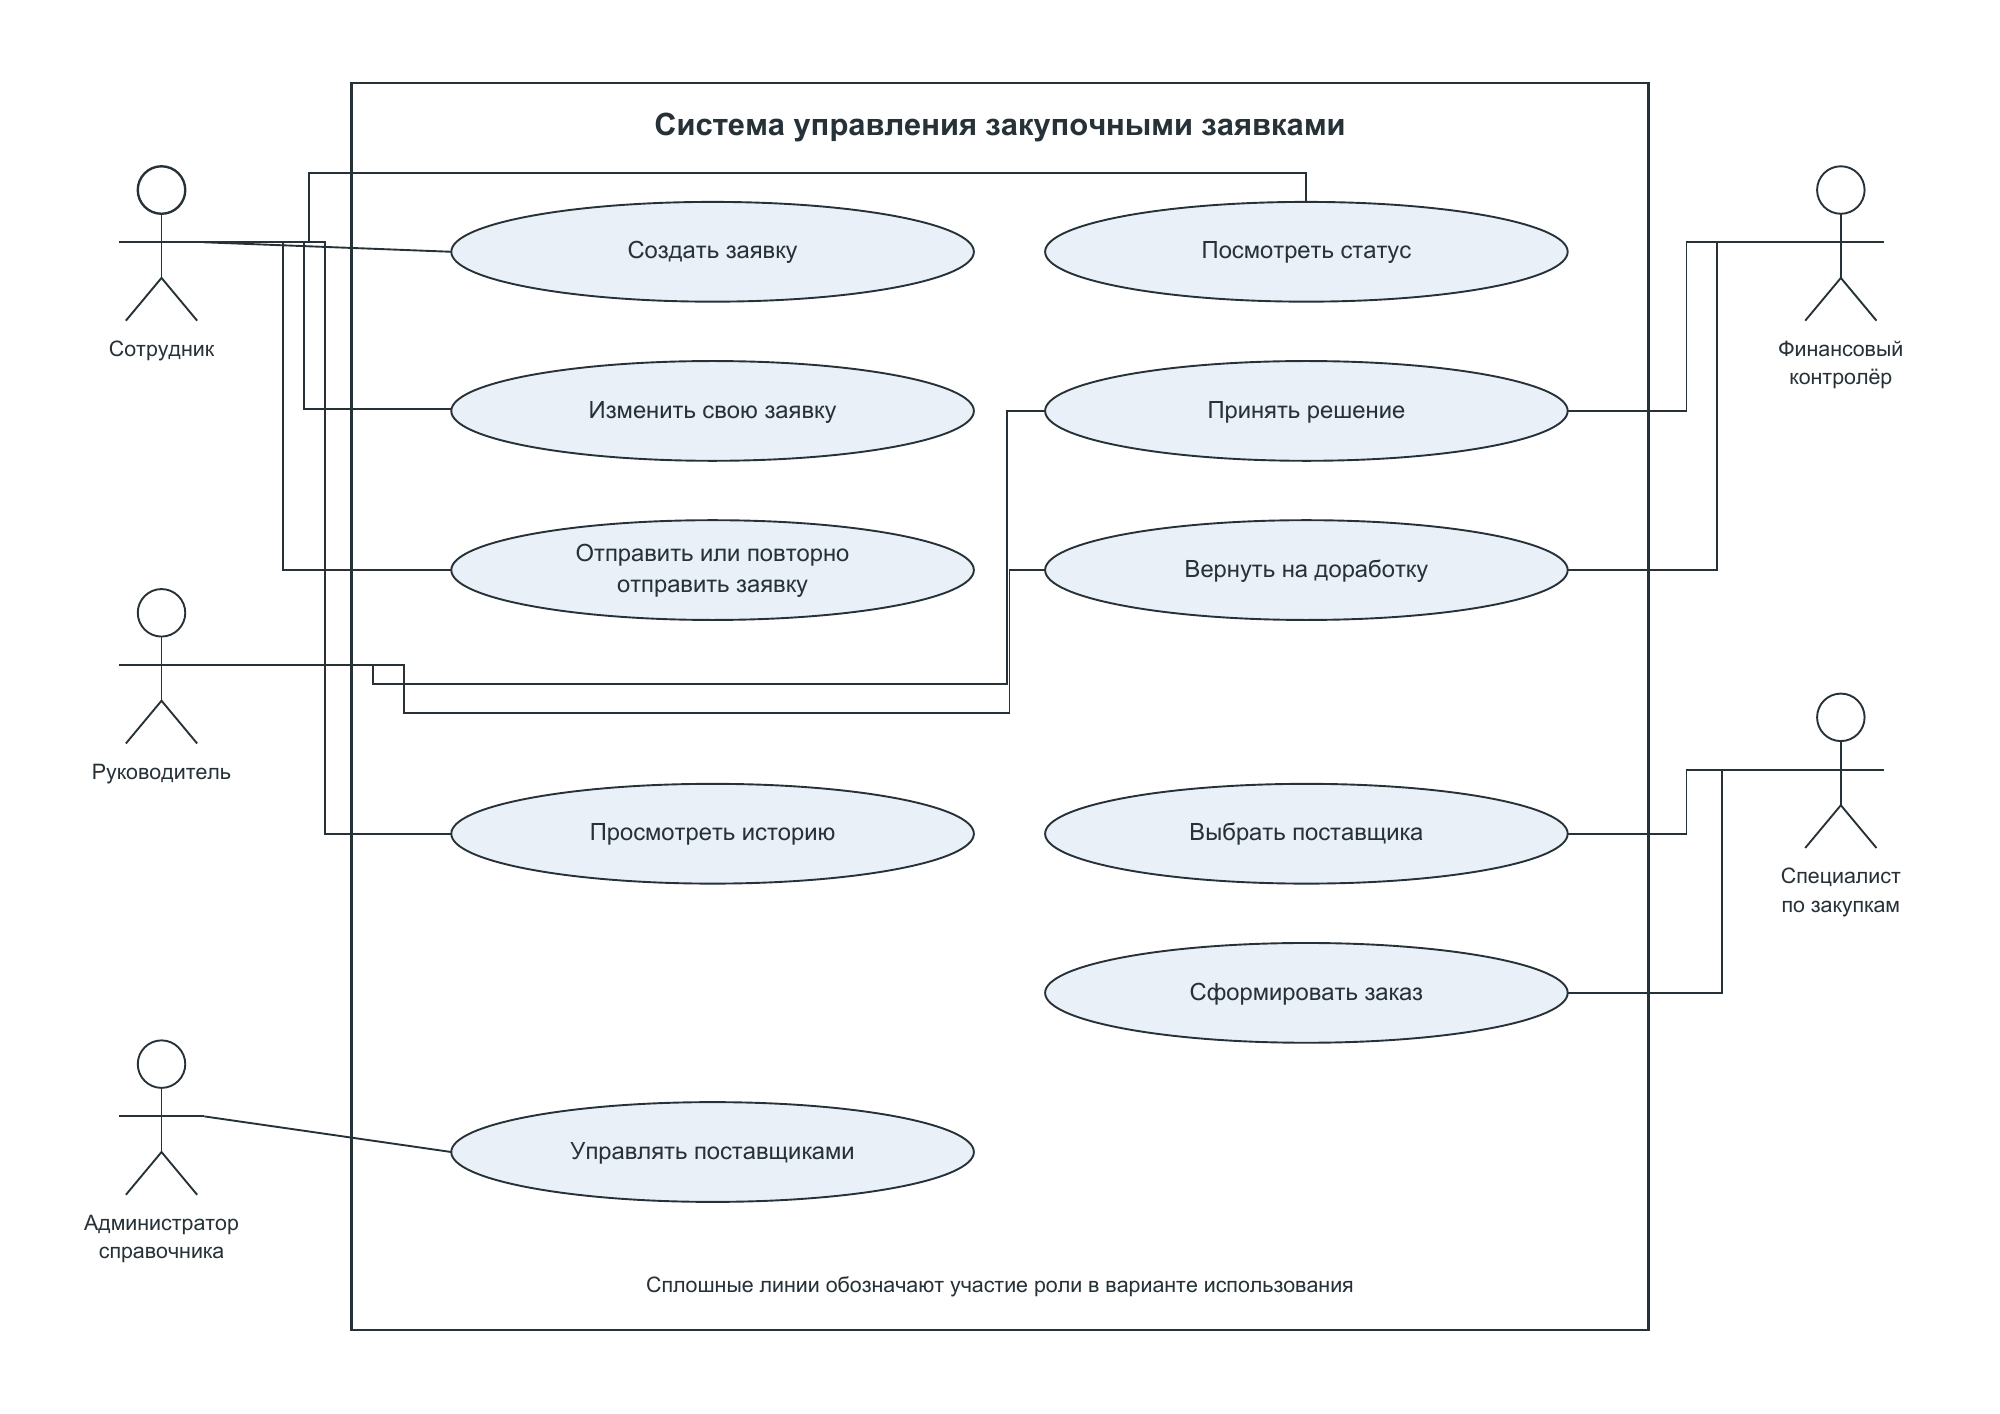 Система управления закупочными заявками
Создать заявку
Посмотреть статус
Сотрудник
Финансовый
контролёр
Изменить свою заявку
Принять решение
Отправить или повторно
отправить заявку
Вернуть на доработку
Руководитель
Просмотреть историю
Выбрать поставщика
Специалист
по закупкам
Сформировать заказ
Управлять поставщиками
Администратор
справочника
Сплошные линии обозначают участие роли в варианте использования